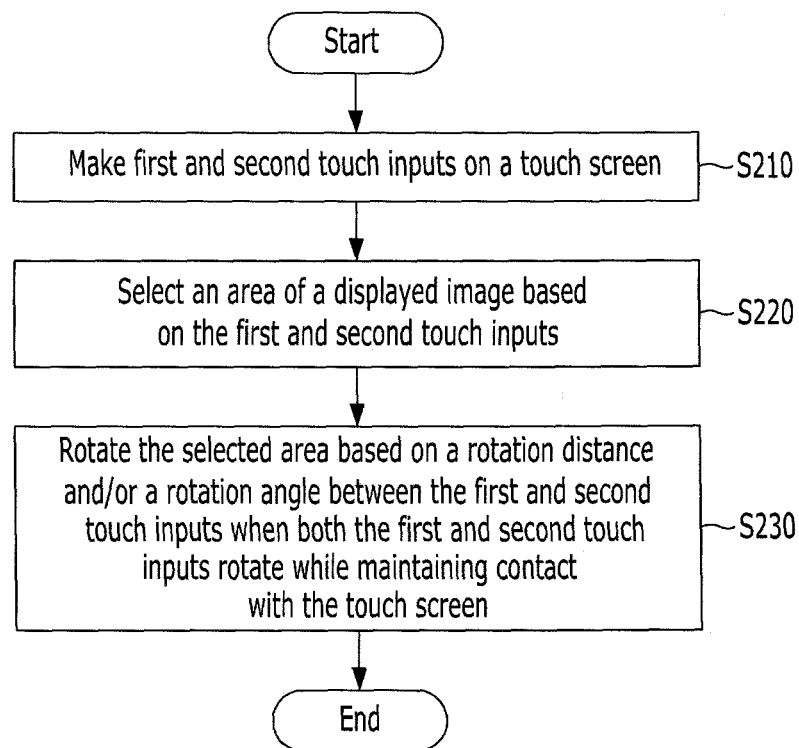 Start
Make first and second touch inputs on a touch screen
S210
Select an area of a displayed image based
on the first and second touch inputs
S220
Rotate the selected area based on a rotation distance
and/or a rotation angle between the first and second
touch inputs when both the first and second touch
inputs rotate while maintaining contact
with the touch screen
S230
End